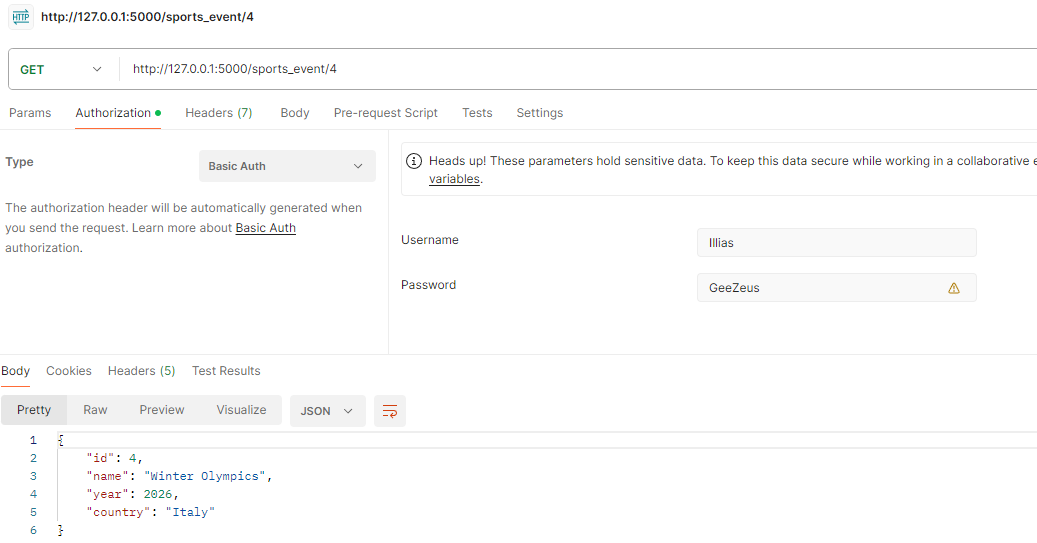 HTTP http://127.0.0.1:5000/sports_event/4
GET http://127.0.0.1:5000/sports_event/4
Params Authorization Headers (7) Body Pre-request Script Tests Settings
Type Basic Auth
The authorization header will be automatically generated when
you send the request. Learn more about Basic Auth
authorization.
Heads up! These parameters hold sensitive data. To keep this data secure while working in a collaborative e
variables.
Username Illias
Password GeeZeus
Body Cookies Headers (5) Test Results
Pretty Raw Preview Visualize JSON
1 {
2 "id": 4,
3 "name": "Winter Olympics",
4 "year": 2026,
5 "country": "Italy"
6 }